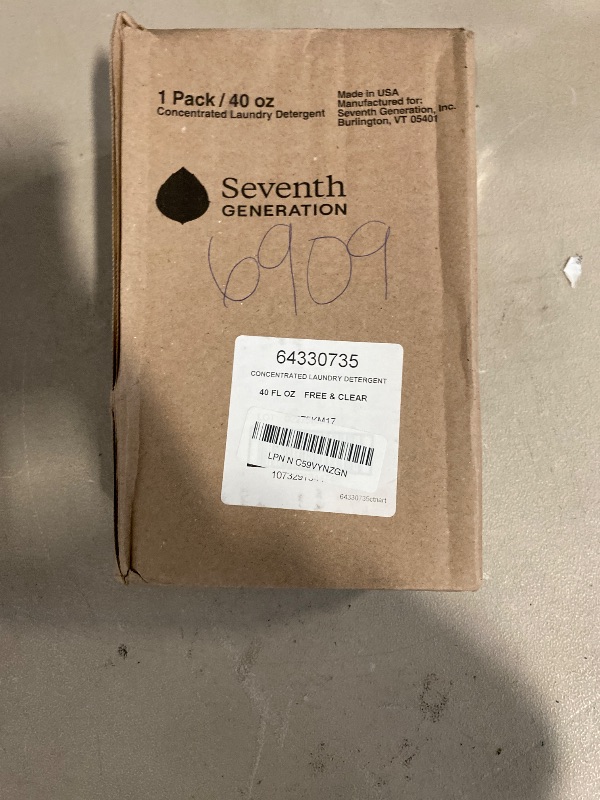 1 Pack / 40 oz
Concentrated Laundry Detergent
Made in USA
Manufactured for:
Seventh Generation, Inc.
Burlington, VT 05401
Seventh
GENERATION
6909
64330735
CONCENTRATED LAUNDRY DETERGENT
40 FL OZ FREE & CLEAR
LPN N C59VYNZGN
64330735ctnart